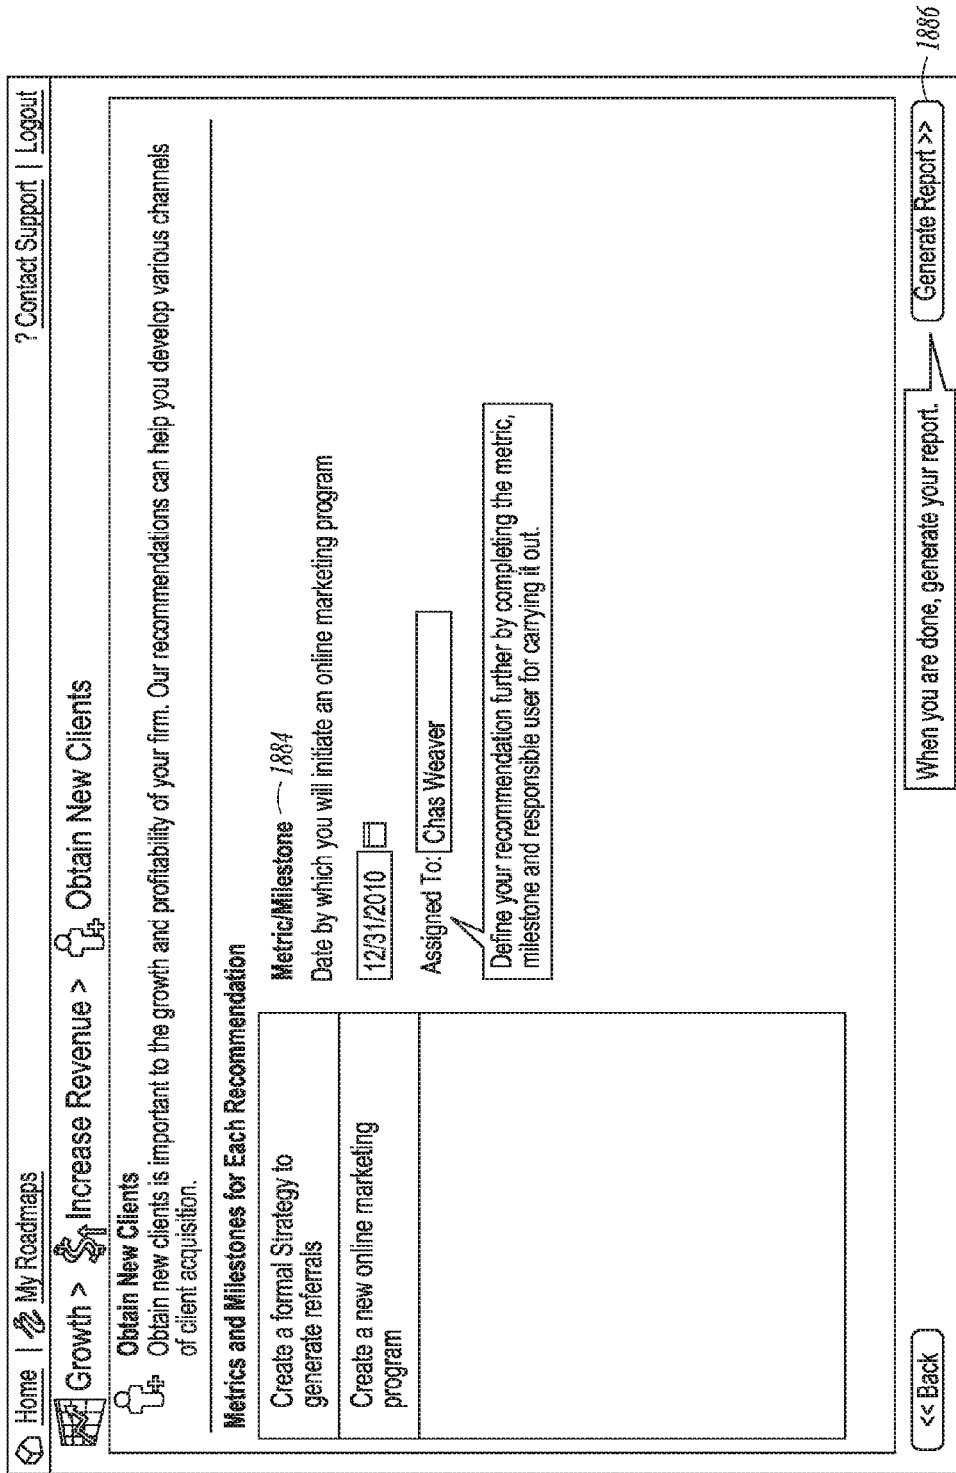 Home | My Roadmaps ? Contact Support | Logout
Growth > Increase Revenue > Obtain New Clients
Obtain New Clients
Obtain new clients is important to the growth and profitability of your firm. Our recommendations can help you develop various channels
of client acquisition.
Metrics and Milestones for Each Recommendation
Create a formal Strategy to
generate referrals
Create a new online marketing
program
Metric/Milestone 1884
Date by which you will initiate an online marketing program
12/31/2010
Assigned To: Chas Weaver
Define your recommendation further by completing the metric,
milestone and responsible user for carrying it out.
When you are done, generate your report.
<< Back Generate Report >> 1886